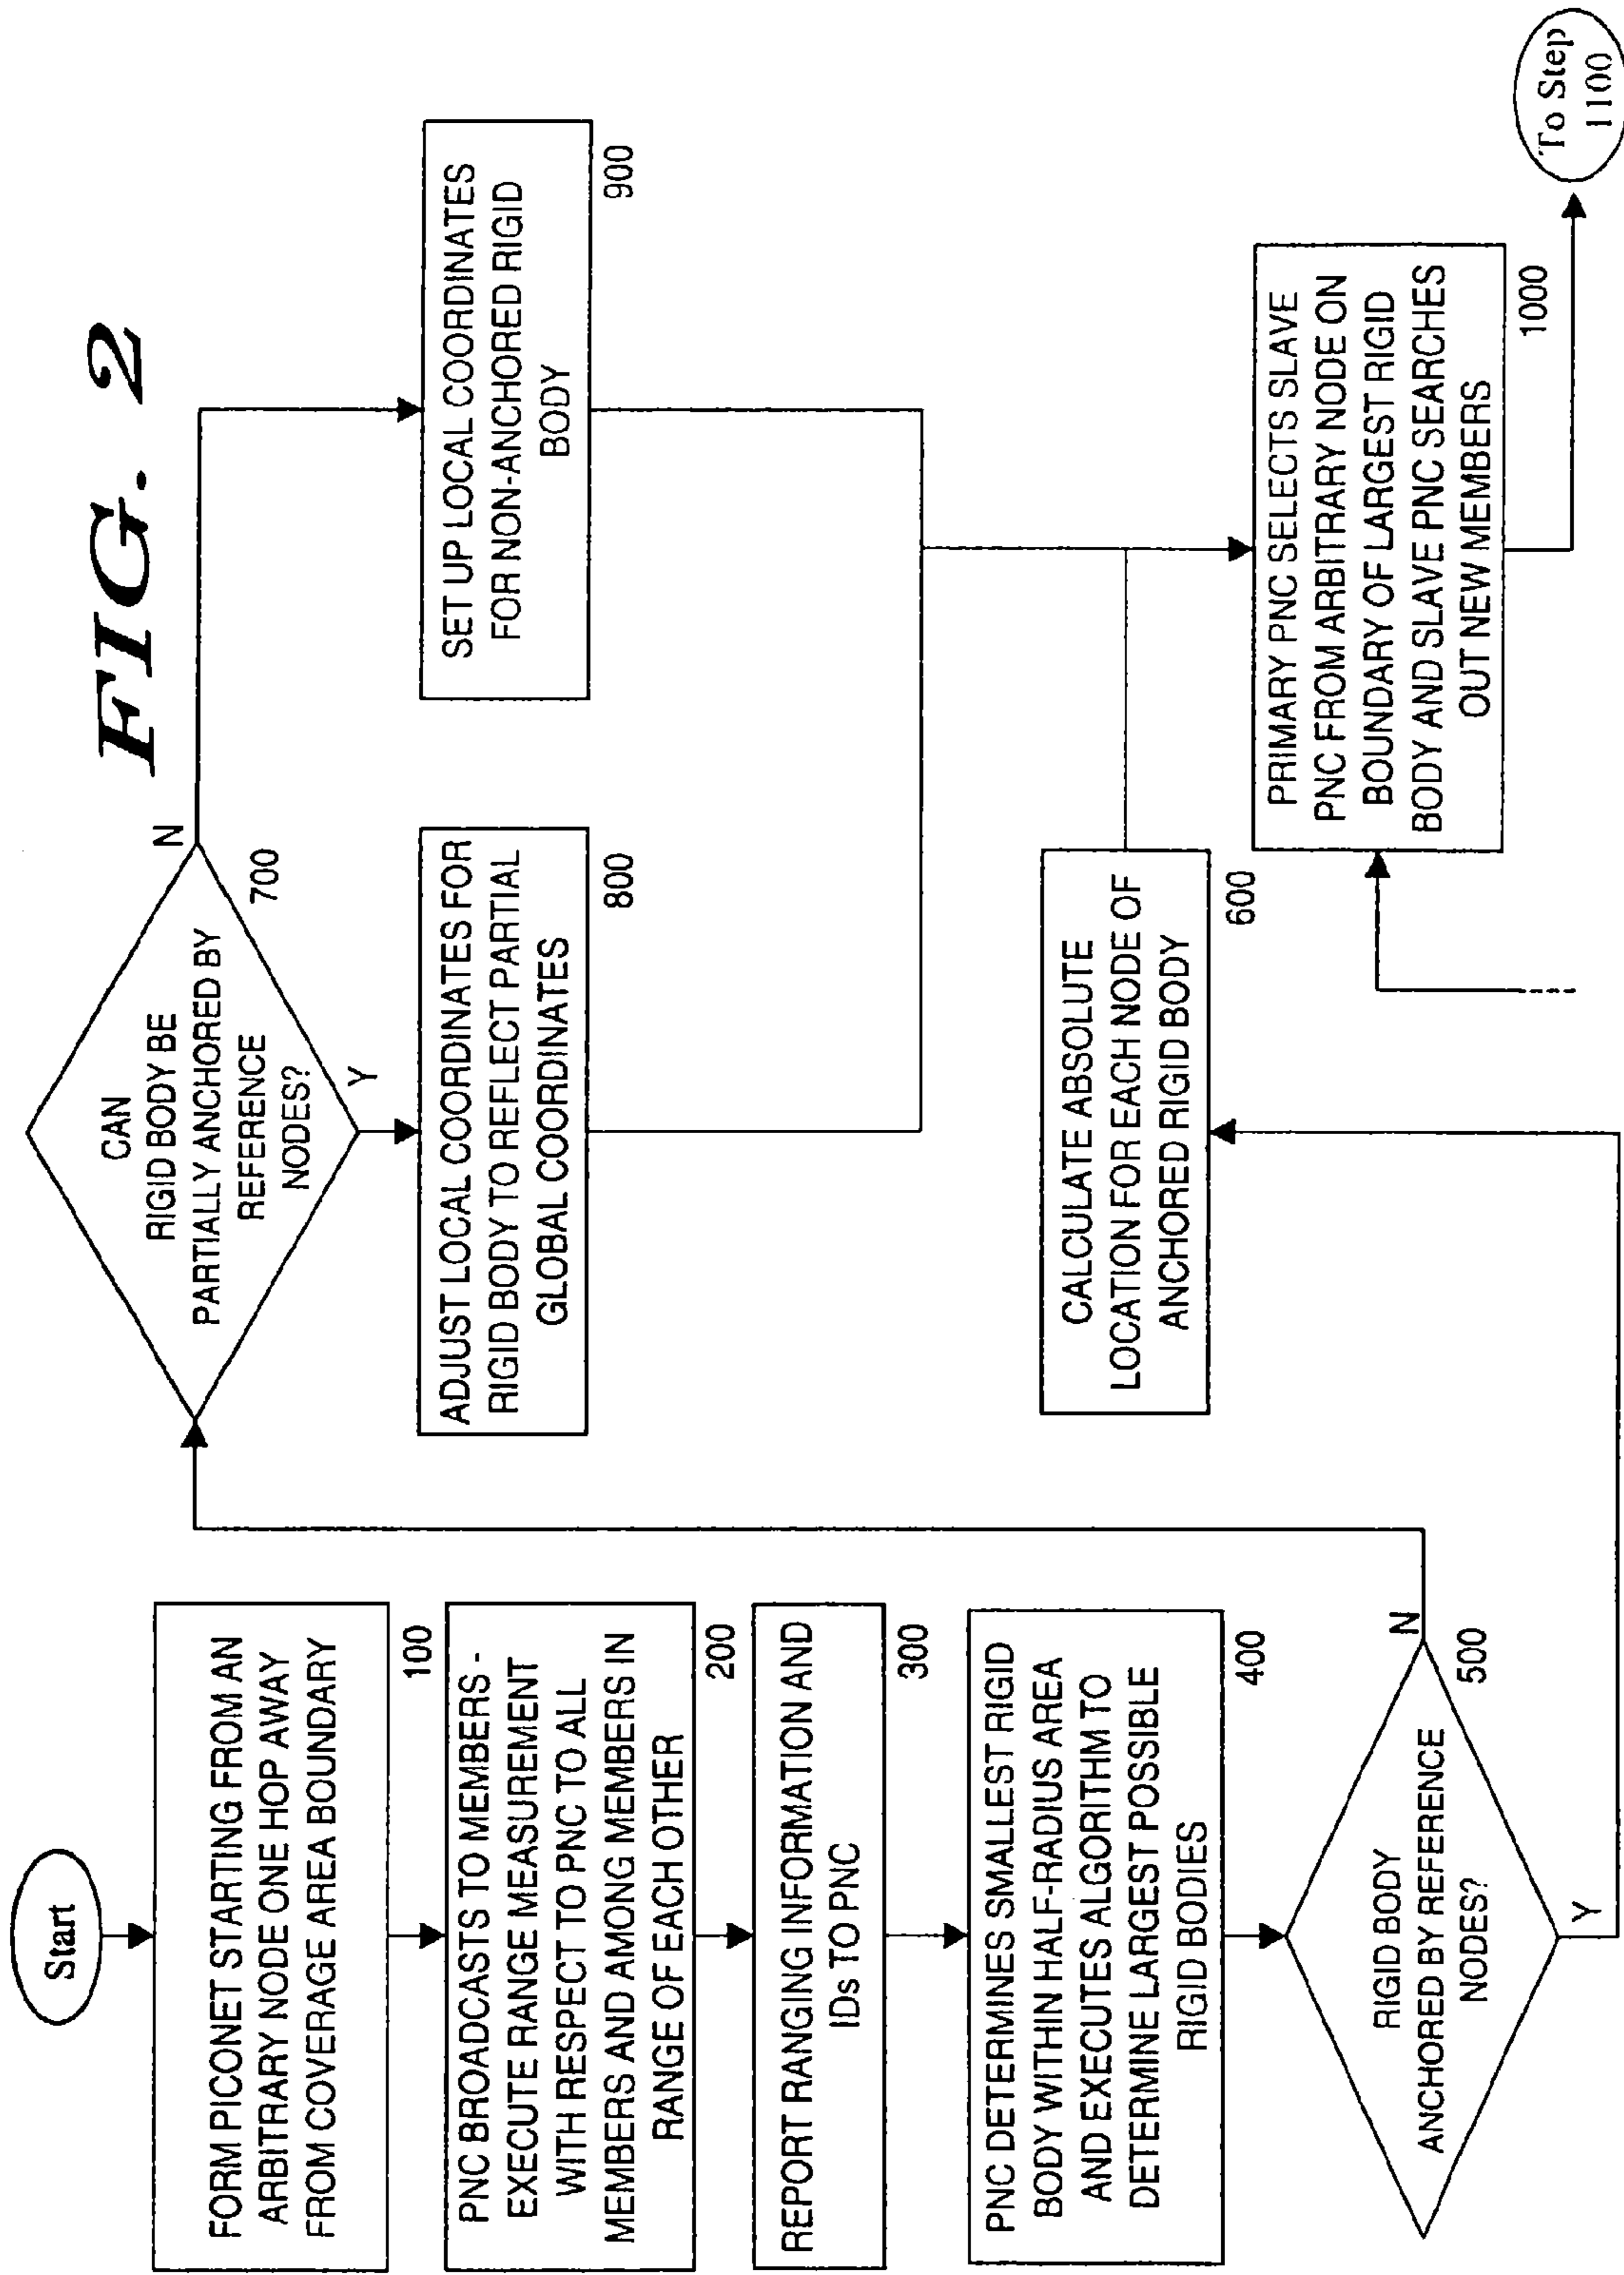 FIG. 2
Start
FORM PICONET STARTING FROM AN
ARBITRARY NODE ONE HOP AWAY
FROM COVERAGE AREA BOUNDARY
100
PNC BROADCASTS TO MEMBERS -
EXECUTE RANGE MEASUREMENT
WITH RESPECT TO PNC TO ALL
MEMBERS AND AMONG MEMBERS IN
RANGE OF EACH OTHER
200
REPORT RANGING INFORMATION AND
IDs TO PNC
300
PNC DETERMINES SMALLEST RIGID
BODY WITHIN HALF-RADIUS AREA
AND EXECUTES ALGORITHM TO
DETERMINE LARGEST POSSIBLE
RIGID BODIES
400
RIGID BODY
ANCHORED BY REFERENCE
NODES?
N
500
Y
CAN
RIGID BODY BE
PARTIALLY ANCHORED BY
REFERENCE
NODES?
N
700
Y
ADJUST LOCAL COORDINATES FOR
RIGID BODY TO REFLECT PARTIAL
GLOBAL COORDINATES
800
SET UP LOCAL COORDINATES
FOR NON-ANCHORED RIGID
BODY
900
CALCULATE ABSOLUTE
LOCATION FOR EACH NODE OF
ANCHORED RIGID BODY
600
PRIMARY PNC SELECTS SLAVE
PNC FROM ARBITRARY NODE ON
BOUNDARY OF LARGEST RIGID
BODY AND SLAVE PNC SEARCHES
OUT NEW MEMBERS
1000
To Step
1100